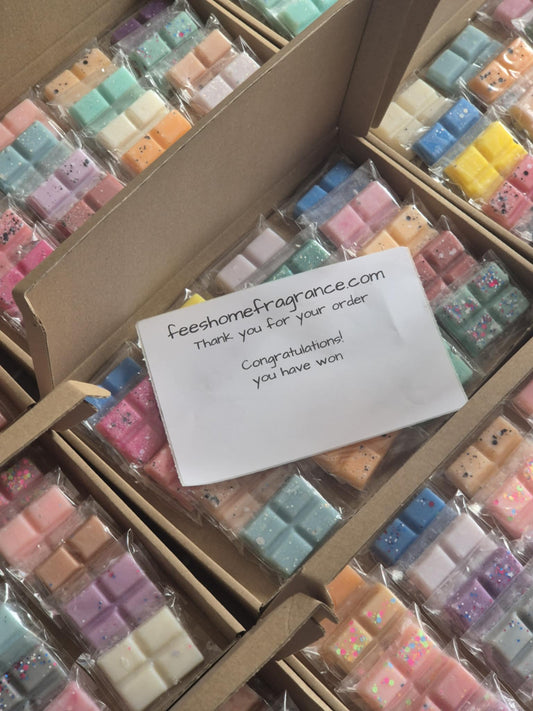 feeshomefragrance.com
Thank you for your order
Congratulations!
you have won